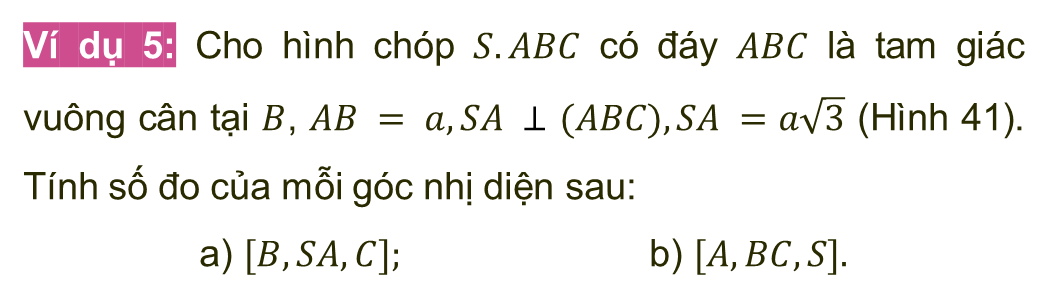 Ví dụ 5: Cho hình chóp S.ABC có đáy ABC là tam giác
vuông cân tại B, AB = a, SA ⊥ (ABC), SA = a√3 (Hình 41).
Tính số đo của mỗi góc nhị diện sau:
a) [B, SA, C]; b) [A, BC, S].